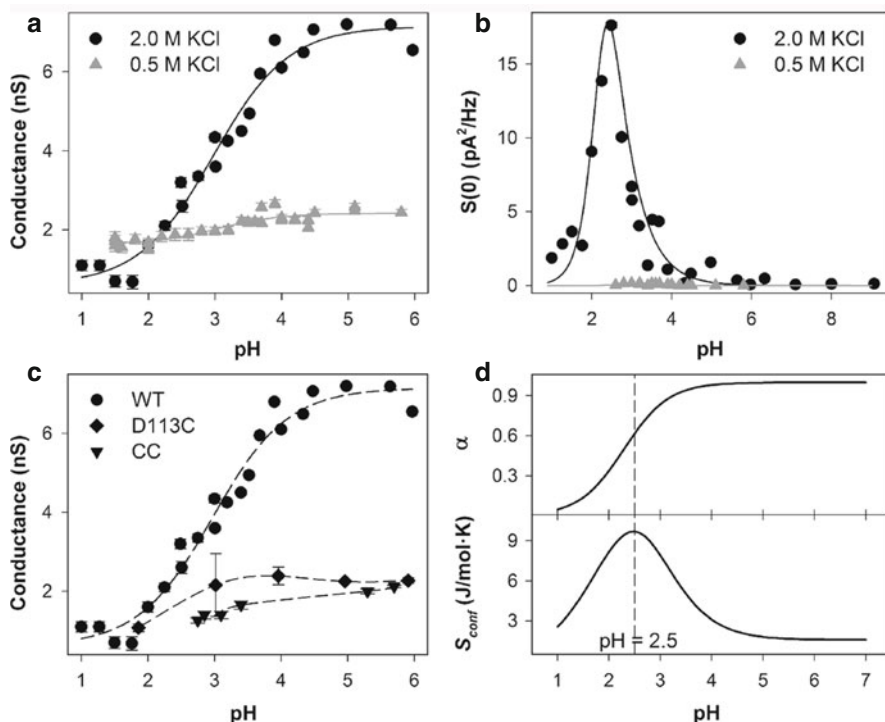 a
2.0 M KCl
0.5 M KCl
Conductance (nS)
6
4
2
1 2 3 4 5 6
pH
b
2.0 M KCl
0.5 M KCl
S(0) (pA²/Hz)
15
10
5
0
2 4 6 8
pH
c
WT
D113C
CC
Conductance (nS)
6
4
2
1 2 3 4 5 6
pH
d
α
0.9
0.6
0.3
S_conf (J/mol·K)
9
6
3
pH = 2.5
1 2 3 4 5 6 7
pH